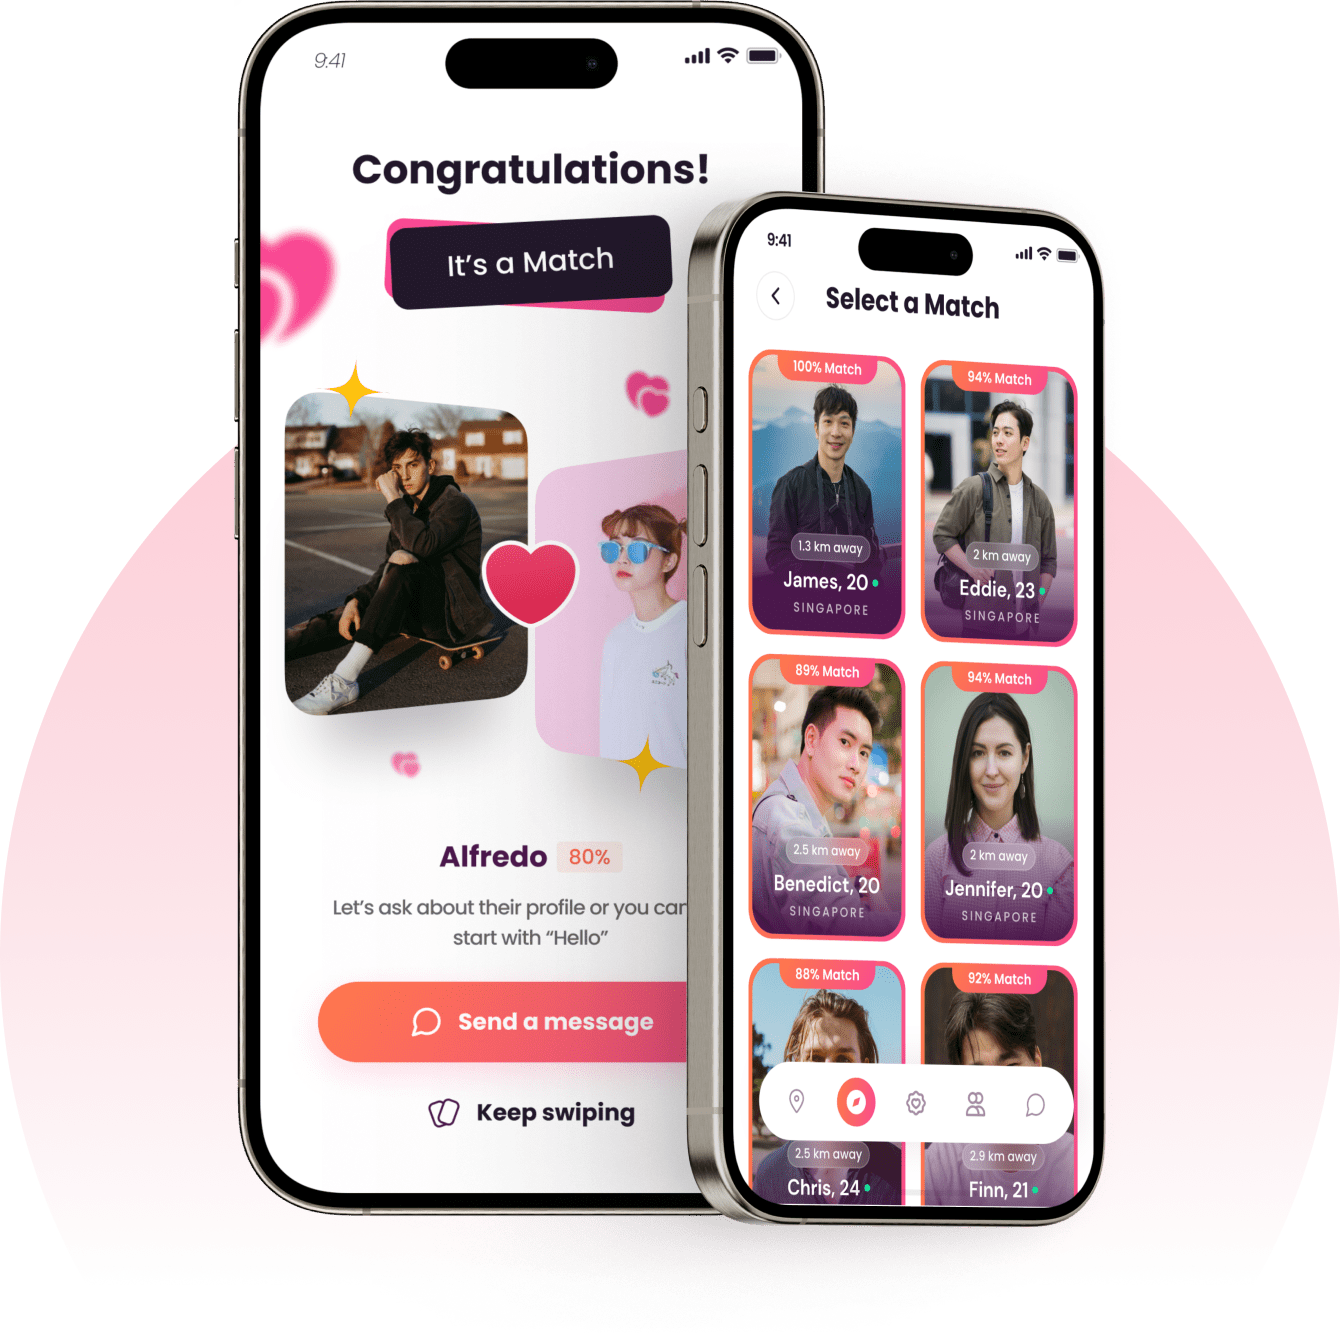 9:41
Congratulations!
It's a Match
Alfredo 80%
Let's ask about their profile or you can
start with “Hello”
Send a message
Keep swiping
9:41
Select a Match
100% Match
1.3 km away
James, 20
SINGAPORE
94% Match
2 km away
Eddie, 23
SINGAPORE
89% Match
2.5 km away
Benedict, 20
SINGAPORE
94% Match
2 km away
Jennifer, 20
SINGAPORE
88% Match
2.5 km away
Chris, 24
92% Match
2.9 km away
Finn, 21